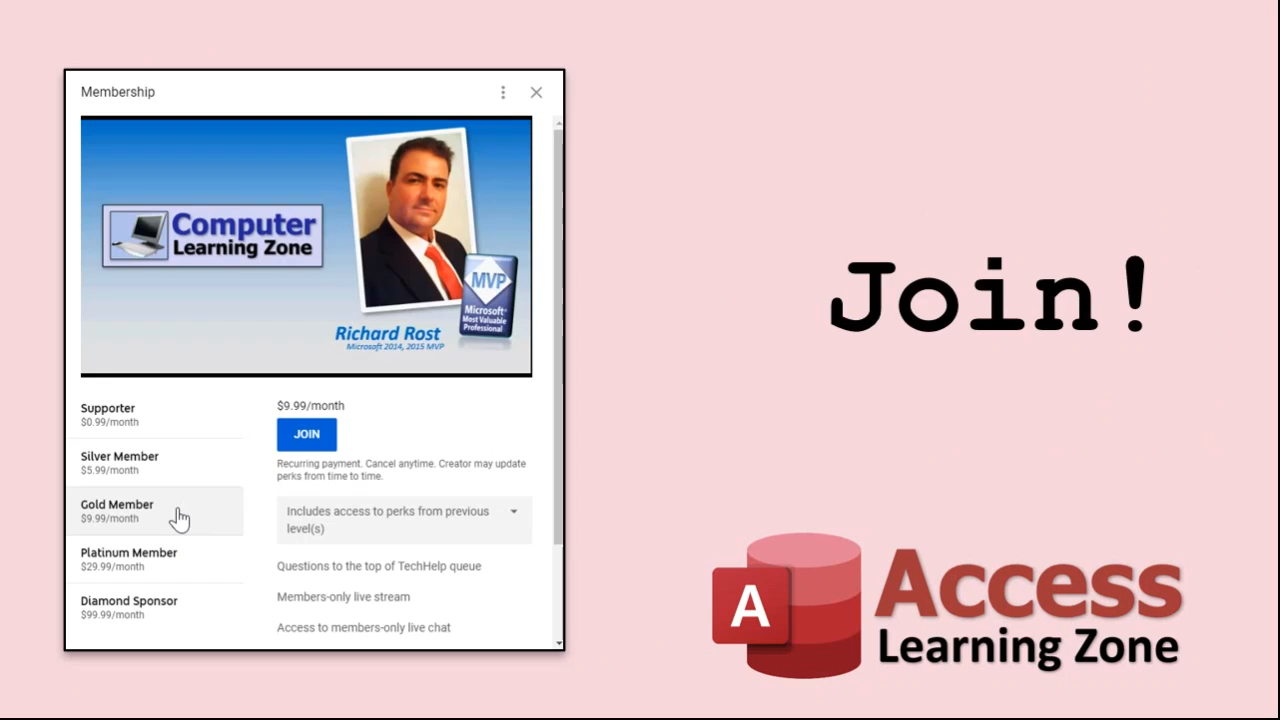 Membership
Computer
Learning Zone
MVP
Microsoft®
Most Valuable
Professional
Richard Rost
Microsoft 2014, 2015 MVP
Supporter
$0.99/month
Silver Member
$5.99/month
Gold Member
$9.99/month
Platinum Member
$29.99/month
Diamond Sponsor
$99.99/month
$9.99/month
JOIN
Recurring payment. Cancel anytime. Creator may update
perks from time to time.
Includes access to perks from previous
level(s)
Questions to the top of TechHelp queue
Members-only live stream
Access to members-only live chat
Join!
A
Access
Learning Zone